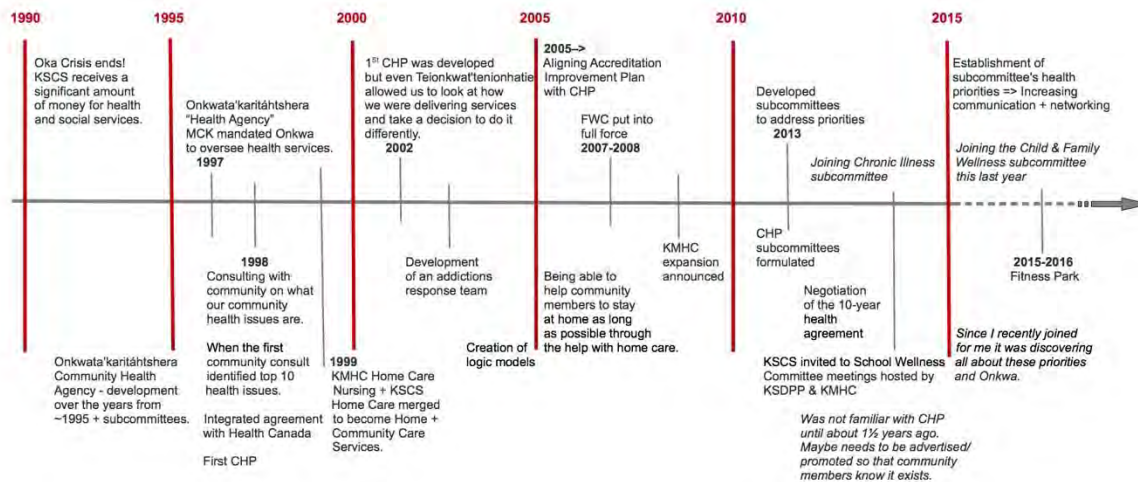 1990
1995
2000
2005
2010
2015
Oka Crisis ends!
KSCS receives a
significant amount
of money for health
and social services.
Onkwata'karitáhtshera
"Health Agency"
MCK mandated Onkwa
to oversee health services.
1997
1st CHP was developed
but even Teionkwat'tenionhatie
allowed us to look at how
we were delivering services
and take a decision to do it
differently.
2002
2005–>
Aligning Accreditation
Improvement Plan
with CHP
FWC put into
full force
2007-2008
Developed
subcommittees
to address priorities
2013
Joining Chronic Illness
subcommittee
Establishment of
subcommittee's health
priorities => Increasing
communication + networking
Joining the Child & Family
Wellness subcommittee
this last year
Onkwata'karitáhtshera
Community Health
Agency - development
over the years from
~1995 + subcommittees.
1998
Consulting with
community on what
our community
health issues are.
When the first
community consult
identified top 10
health issues.
Integrated agreement
with Health Canada
First CHP
1999
KMHC Home Care
Nursing + KSCS
Home Care merged
to become Home +
Community Care
Services.
Development
of an addictions
response team
Creation of
logic models
Being able to
help community
members to stay
at home as long
as possible through
the help with home care.
KMHC
expansion
announced
CHP
subcommittees
formulated
Negotiation
of the 10-year
health
agreement
KSCS invited to School Wellness
Committee meetings hosted by
KSDPP & KMHC
Was not familiar with CHP
until about 1½ years ago.
Maybe needs to be advertised/
promoted so that community
members know it exists.
2015-2016
Fitness Park
Since I recently joined
for me it was discovering
all about these priorities
and Onkwa.